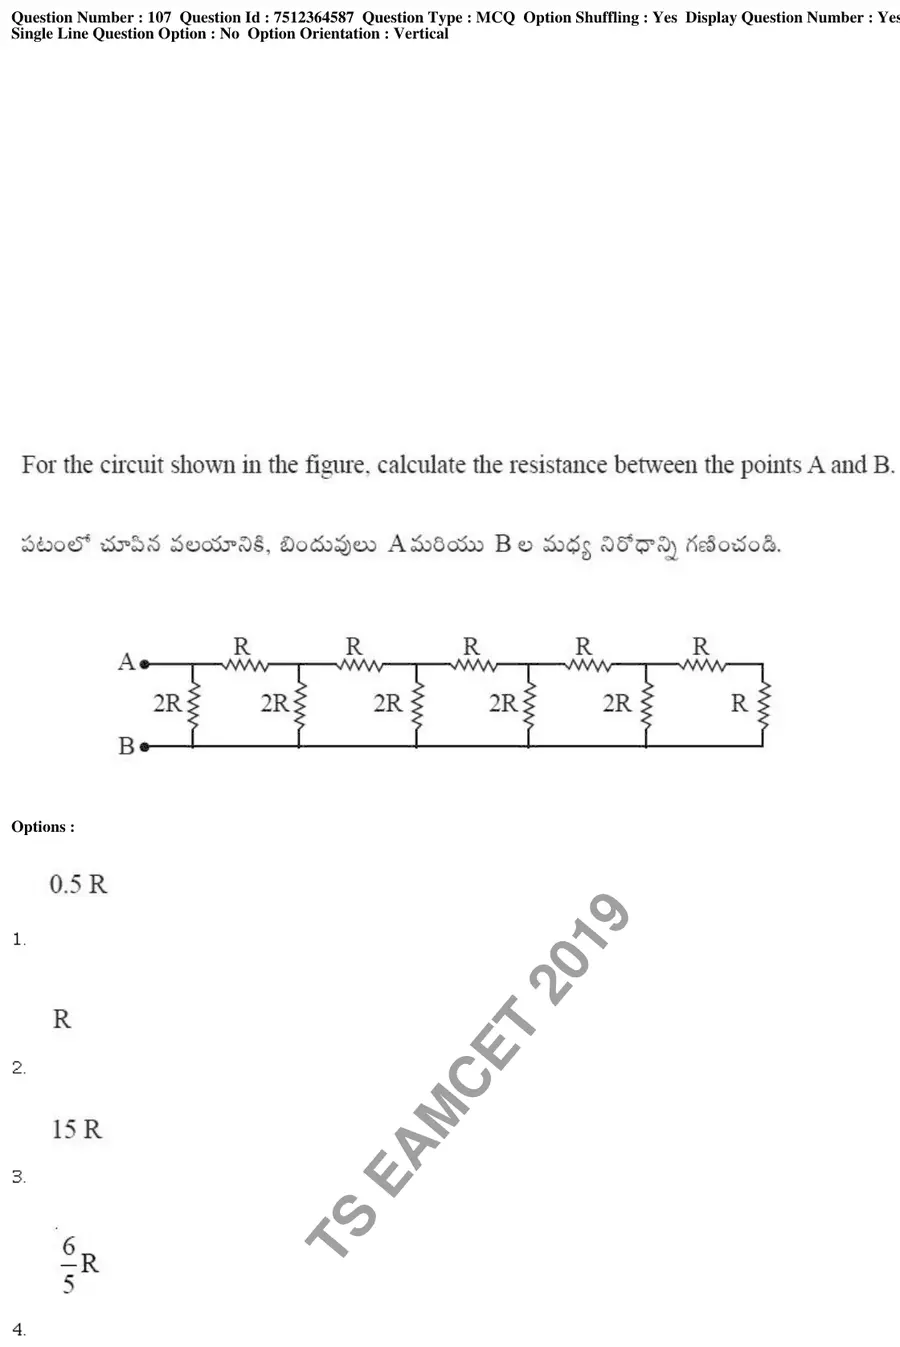 Question Number : 107 Question Id : 7512364587 Question Type : MCQ Option Shuffling : Yes Display Question Number : Yes
Single Line Question Option : No Option Orientation : Vertical
For the circuit shown in the figure, calculate the resistance between the points A and B.
పటంలో చూపిన వలయానికి, బిందువులు A మరియు B ల మధ్య నిరోధాన్ని గణించండి.
R R R R R
A
2R 2R 2R 2R 2R R
B
Options :
0.5 R
1.
R
2.
15 R
3.
6
5
R
4.
TS EAMCET 2019